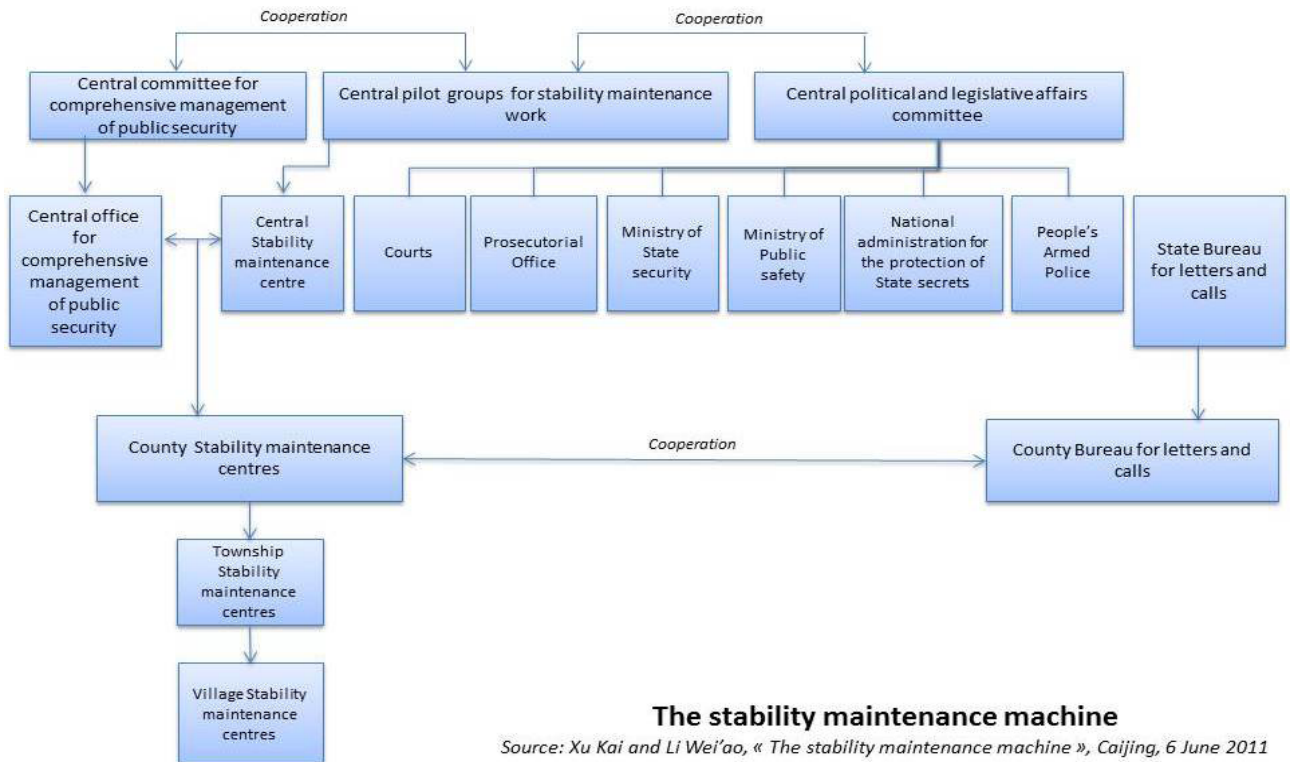 Cooperation
Cooperation
Central committee for
comprehensive management
of public security
Central pilot groups for stability maintenance
work
Central political and legislative affairs
committee
Central office
for
comprehensive
management
of public
security
Central
Stability
maintenance
centre
Courts
Prosecutorial
Office
Ministry of
State
security
Ministry of
Public
safety
National
administration for
the protection of
State secrets
People's
Armed
Police
State Bureau
for letters and
calls
County Stability maintenance
centres
Cooperation
County Bureau for letters and
calls
Township
Stability
maintenance
centres
Village Stability
maintenance
centres
The stability maintenance machine
Source: Xu Kai and Li Wei'ao, « The stability maintenance machine », Caijing, 6 June 2011